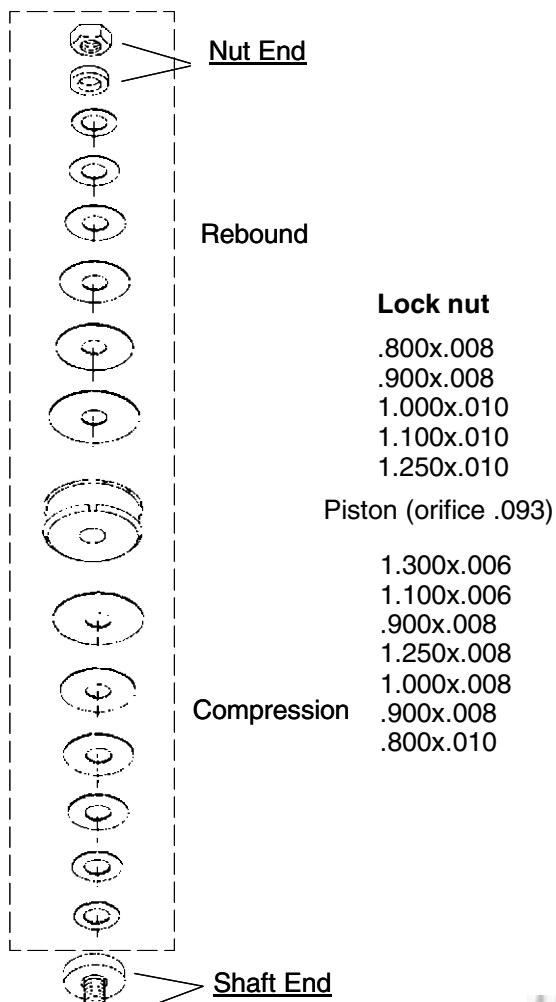 Nut End
Rebound
Lock nut
.800x.008
.900x.008
1.000x.010
1.100x.010
1.250x.010
Piston (orifice .093)
1.300x.006
1.100x.006
.900x.008
1.250x.008
1.000x.008
.900x.008
.800x.010
Compression
Shaft End